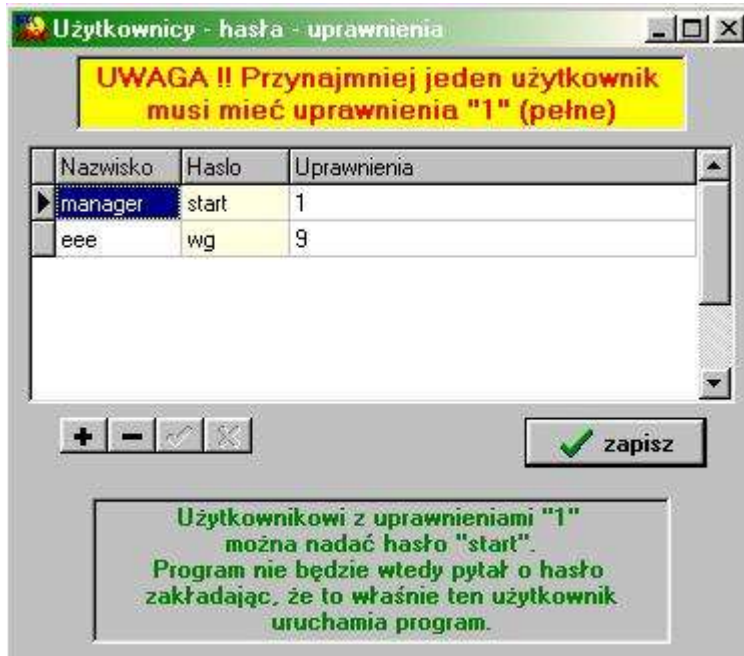 Użytkownicy - hasła - uprawnienia
UWAGA !! Przynajmniej jeden użytkownik
musi mieć uprawnienia "1" (pełne)
Nazwisko Haslo Uprawnienia
manager start 1
eee wg 9
zapisz
Użytkownikowi z uprawnieniami "1"
można nadać hasło "start".
Program nie będzie wtedy pytał o hasło
zakładając, że to właśnie ten użytkownik
uruchamia program.